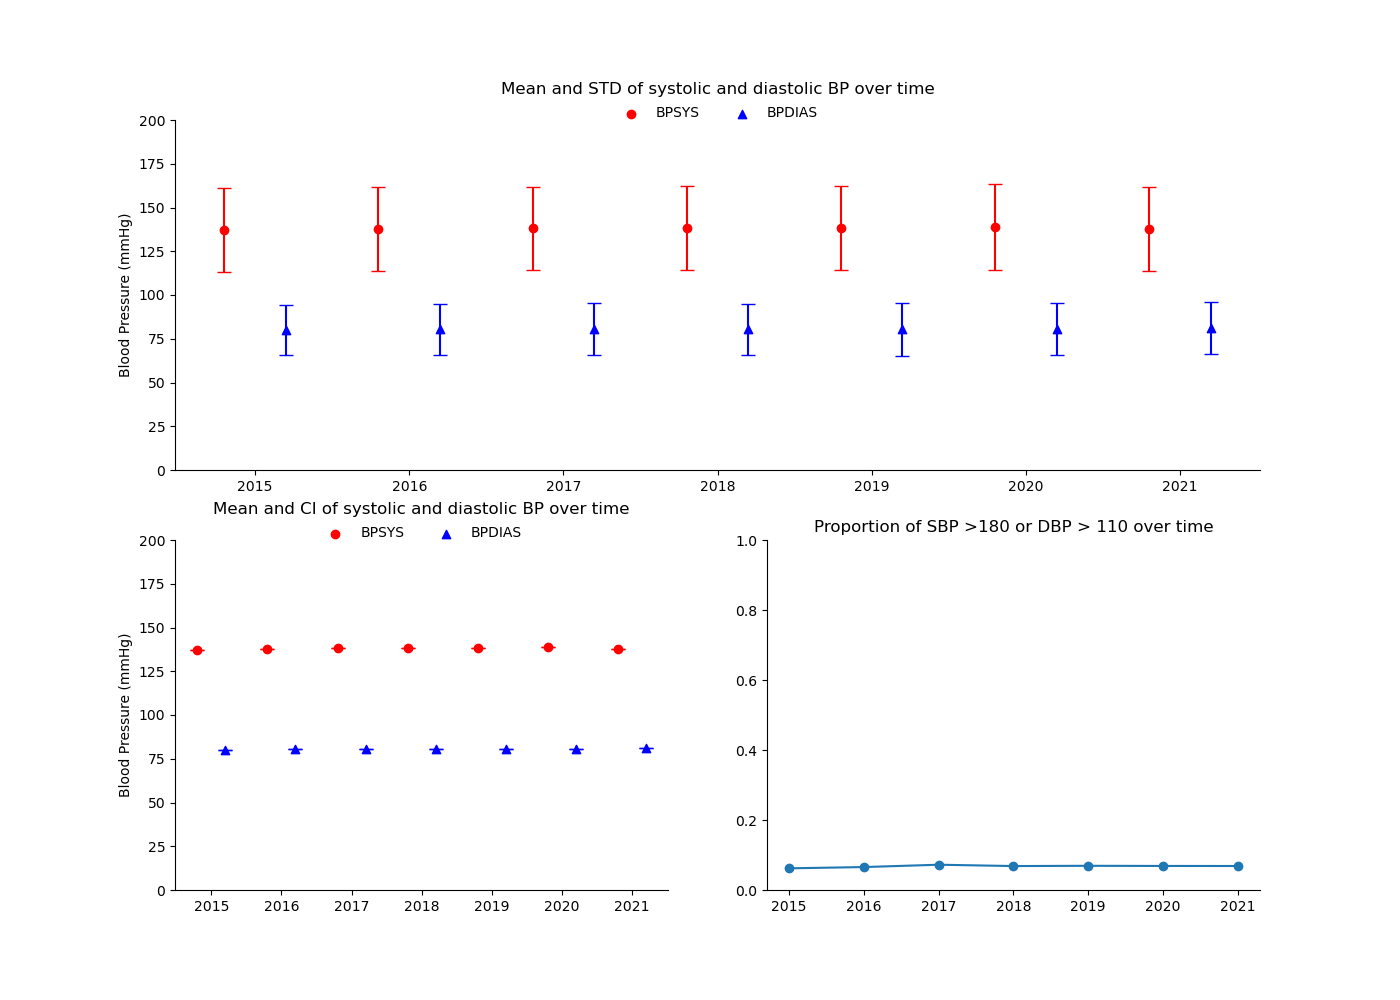 Mean and STD of systolic and diastolic BP over time
BPSYS BPDIAS
200
175
150
125
100
75
50
25
0
Blood Pressure (mmHg)
2015 2016 2017 2018 2019 2020 2021
Mean and CI of systolic and diastolic BP over time
BPSYS BPDIAS
200
175
150
125
100
75
50
25
0
Blood Pressure (mmHg)
2015 2016 2017 2018 2019 2020 2021
Proportion of SBP >180 or DBP > 110 over time
1.0
0.8
0.6
0.4
0.2
0.0
2015 2016 2017 2018 2019 2020 2021